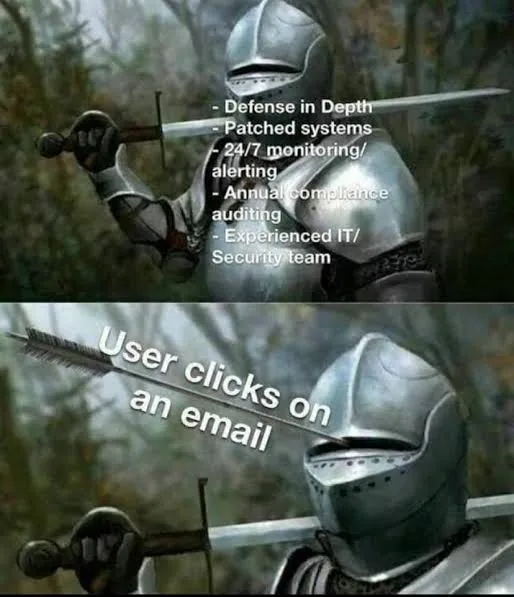 - Defense in Depth
- Patched systems
- 24/7 monitoring/
alerting
- Annual compliance
auditing
- Experienced IT/
Security team
User clicks on
an email